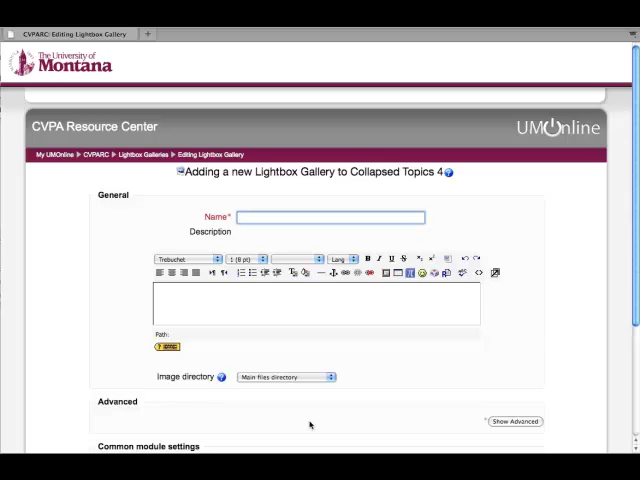 CVPARC: Editing Lightbox Gallery
The University of
Montana
CVPA Resource Center
UMOnline
My UMOnline ▶ CVPARC ▶ Lightbox Galleries ▶ Editing Lightbox Gallery
Adding a new Lightbox Gallery to Collapsed Topics 4
General
Name*
Description
Trebuchet 1 (8 pt) Lang B I U S
Path:
Image directory Main files directory
Advanced
* Show Advanced
Common module settings